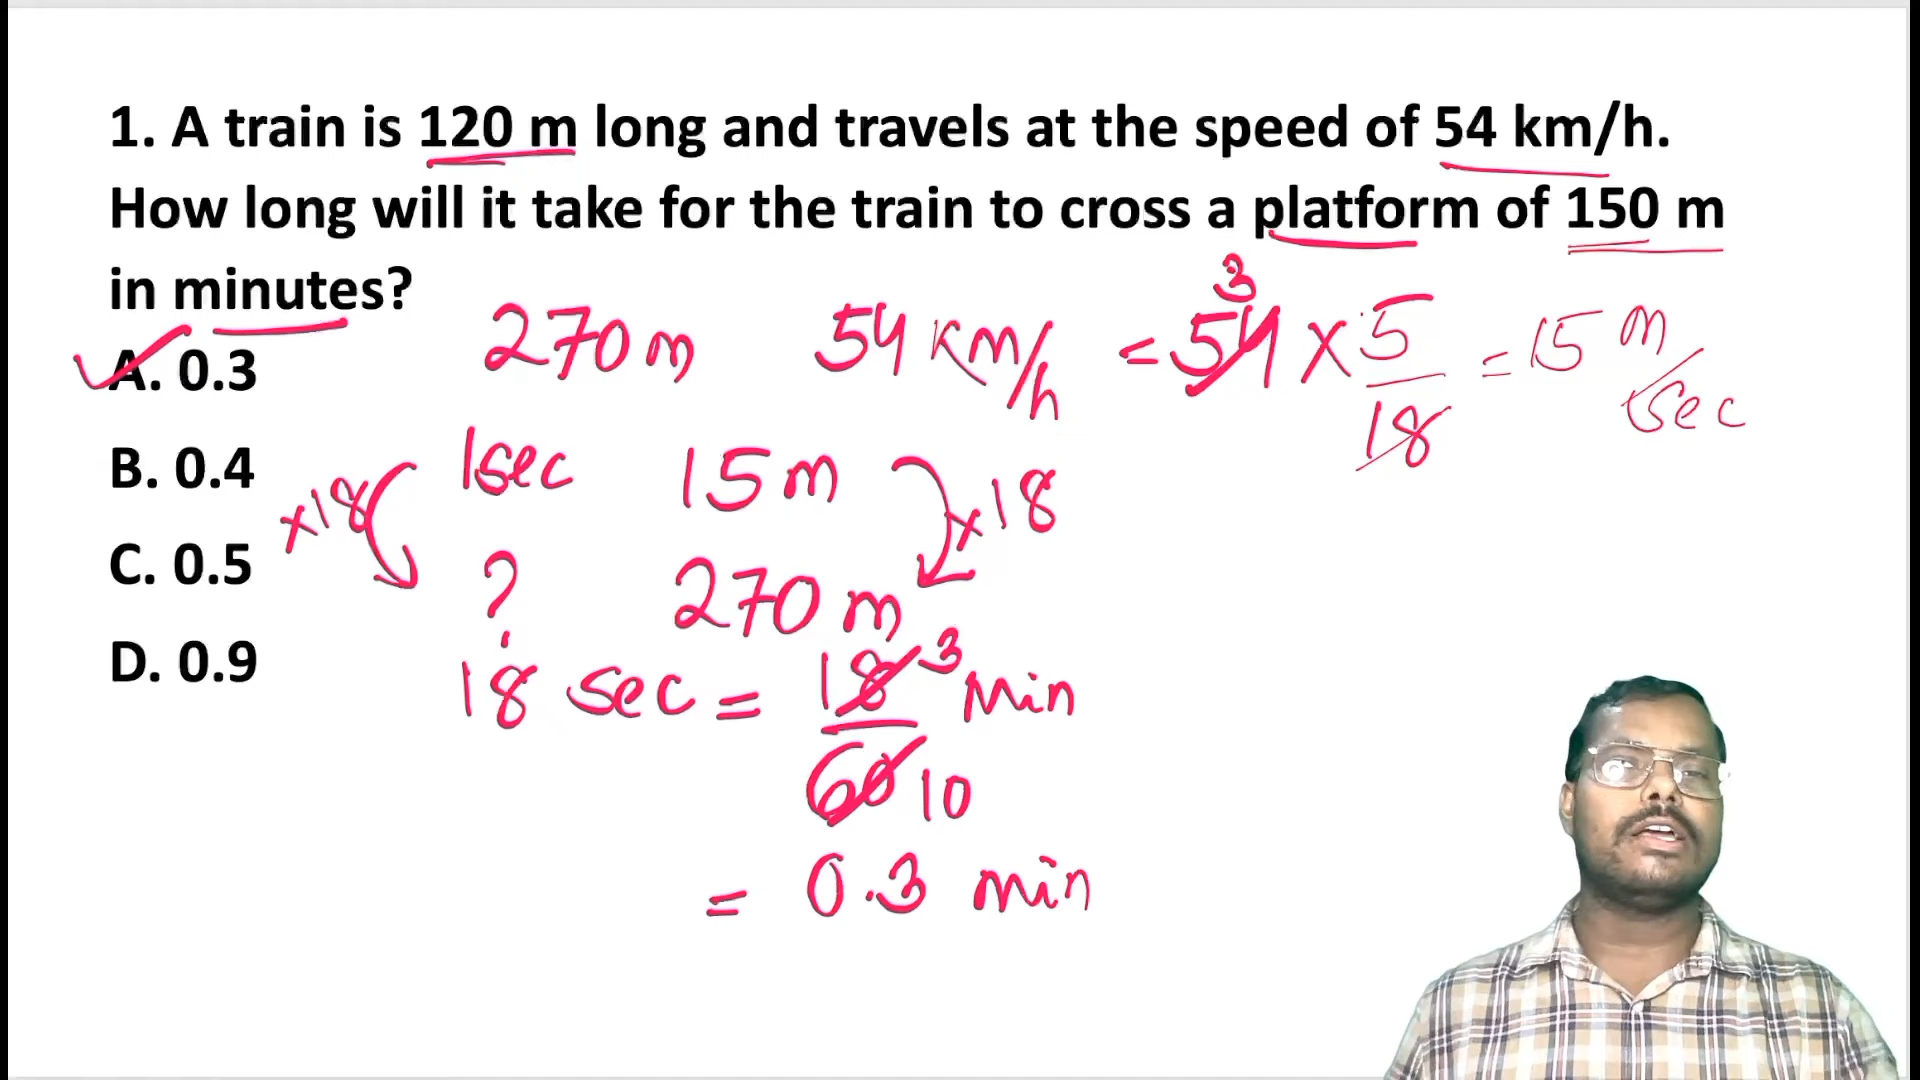 1. A train is 120 m long and travels at the speed of 54 km/h.
How long will it take for the train to cross a platform of 150 m
in minutes?
A. 0.3
B. 0.4
C. 0.5
D. 0.9
270 m 54 KM/h = 54 3 × 5/18 = 15 m/sec
1sec 15 m
×18 ×18
? 270 m
18 sec = 18 3/60 10 Min
= 0.3 min